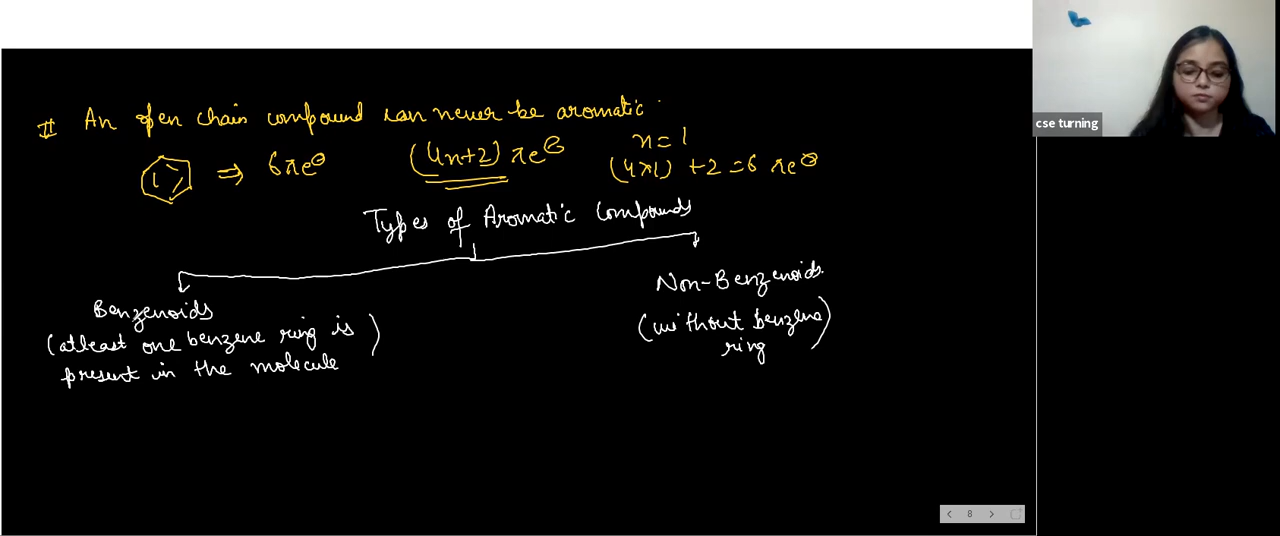 II An open chain compound can never be aromatic.
⇒ 6πe⊖ (4n+2) πe⊖ n=1
(4×1) +2=6 πe⊖
Types of Aromatic Compounds
Benzenoids
(atleast one benzene ring is
present in the molecule)
Non-Benzenoids.
(without benzene
ring)
cse turning
8